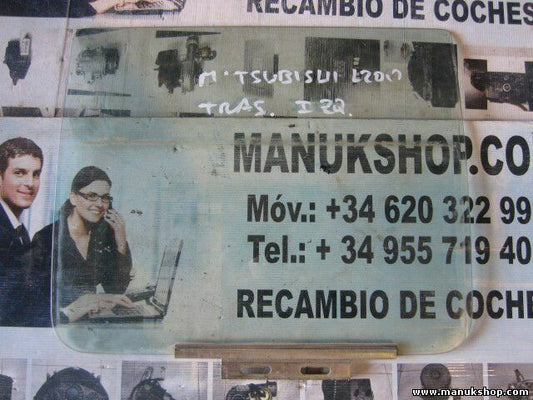 RECAMBIO DE COCHES
MITSUBISHI L200
TRAS. IZQ.
MANUKSHOP.CO
Móv.: +34 620 322 99
Tel.: + 34 955 719 40
RECAMBIO DE COCHE
www.manukshop.com